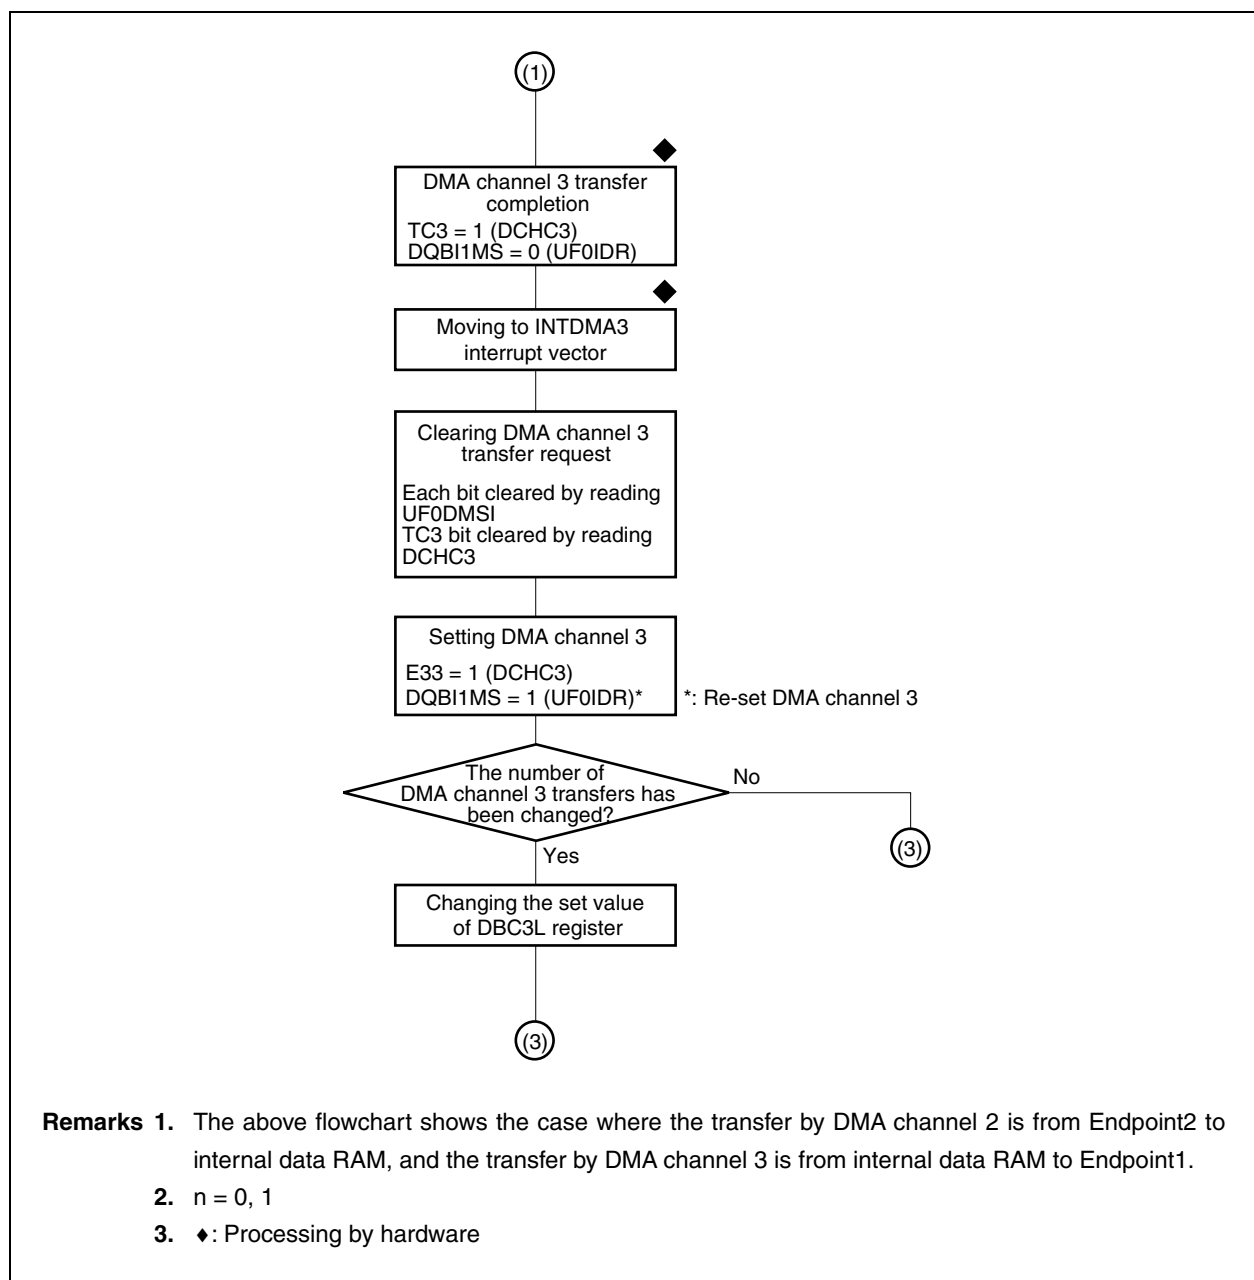 (1)
DMA channel 3 transfer
completion
TC3 = 1 (DCHC3)
DQBI1MS = 0 (UF0IDR)
Moving to INTDMA3
interrupt vector
Clearing DMA channel 3
transfer request
Each bit cleared by reading
UF0DMSI
TC3 bit cleared by reading
DCHC3
Setting DMA channel 3
E33 = 1 (DCHC3)
DQBI1MS = 1 (UF0IDR)* *: Re-set DMA channel 3
The number of
DMA channel 3 transfers has
been changed?
No
(3)
Yes
Changing the set value
of DBC3L register
(3)
Remarks 1. The above flowchart shows the case where the transfer by DMA channel 2 is from Endpoint2 to
internal data RAM, and the transfer by DMA channel 3 is from internal data RAM to Endpoint1.
2. n = 0, 1
3. ♦: Processing by hardware